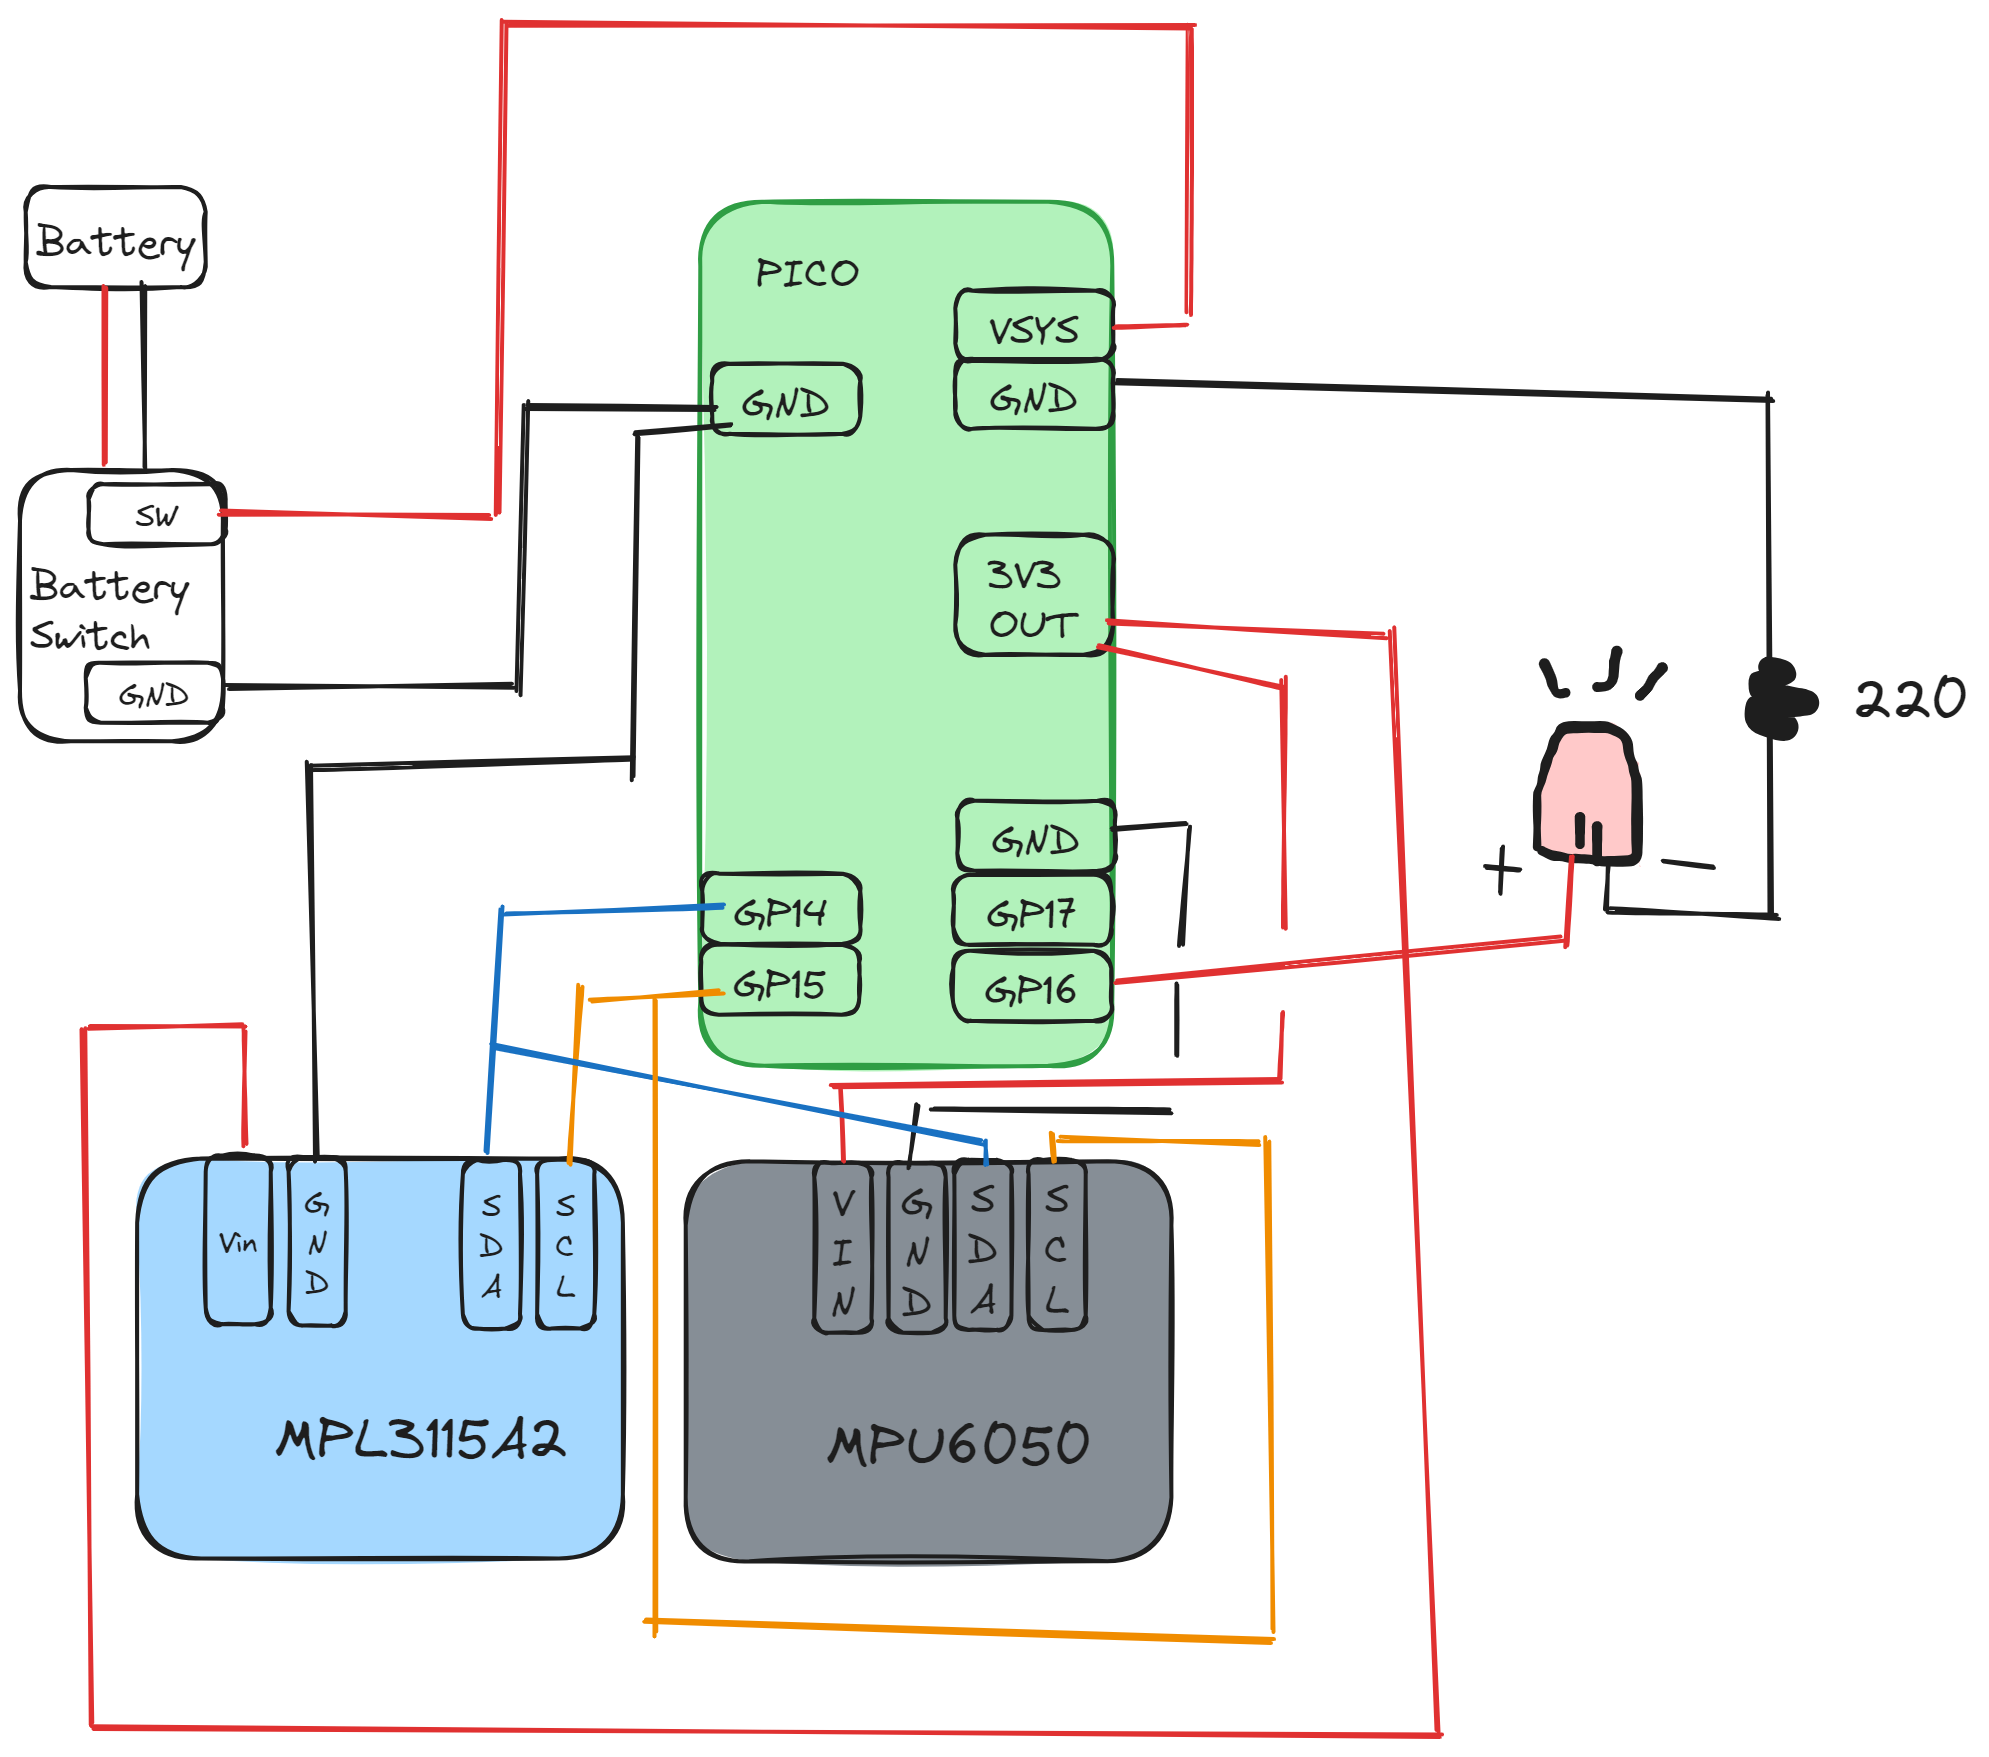 Battery
SW
Battery
Switch
GND
PICO
VSYS
GND
GND
3V3
OUT
GND
GP14
GP17
GP15
GP16
220
+
-
Vin
GND
SDA
SCL
MPL3115A2
VIN
GND
SDA
SCL
MPU6050